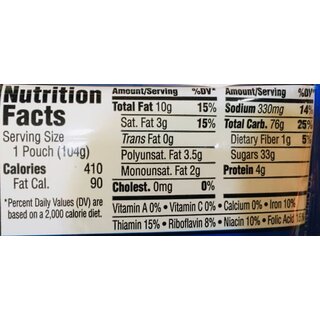 Nutrition
Facts
Serving Size
1 Pouch (104g)
Calories 410
Fat Cal. 90
*Percent Daily Values (DV) are
based on a 2,000 calorie diet.
Amount/Serving %DV*
Total Fat 10g 15%
Sat. Fat 3g 15%
Trans Fat 0g
Polyunsat. Fat 3.5g
Monounsat. Fat 2g
Cholest. 0mg 0%
Amount/Serving %DV*
Sodium 330mg 14%
Total Carb. 76g 25%
Dietary Fiber 1g 5%
Sugars 33g
Protein 4g
Vitamin A 0% • Vitamin C 0% • Calcium 0% • Iron 10%
Thiamin 15% • Riboflavin 8% • Niacin 10% • Folic Acid 15%